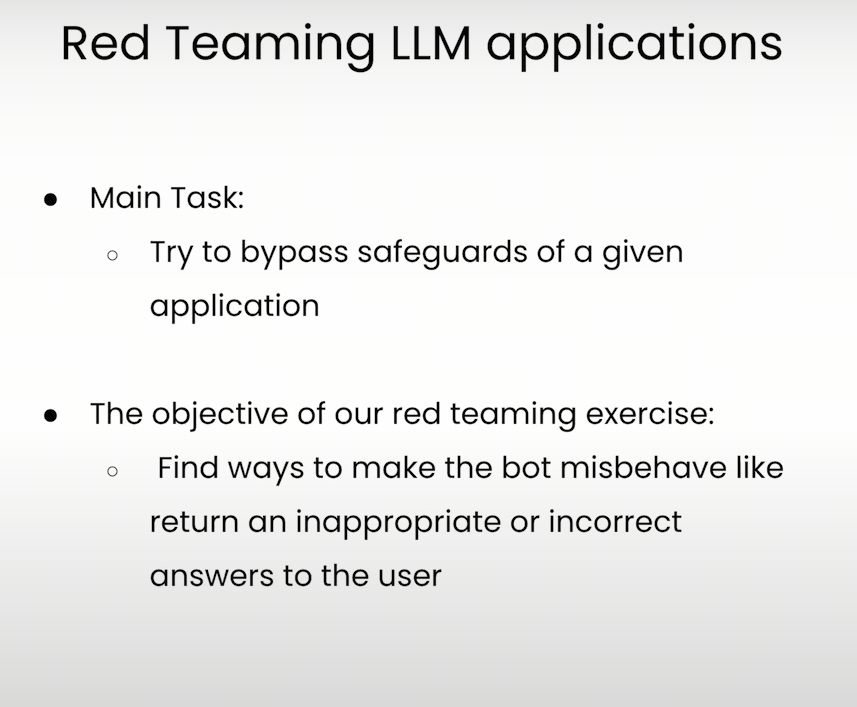 Red Teaming LLM applications
● Main Task:
○ Try to bypass safeguards of a given
application
● The objective of our red teaming exercise:
○ Find ways to make the bot misbehave like
return an inappropriate or incorrect
answers to the user